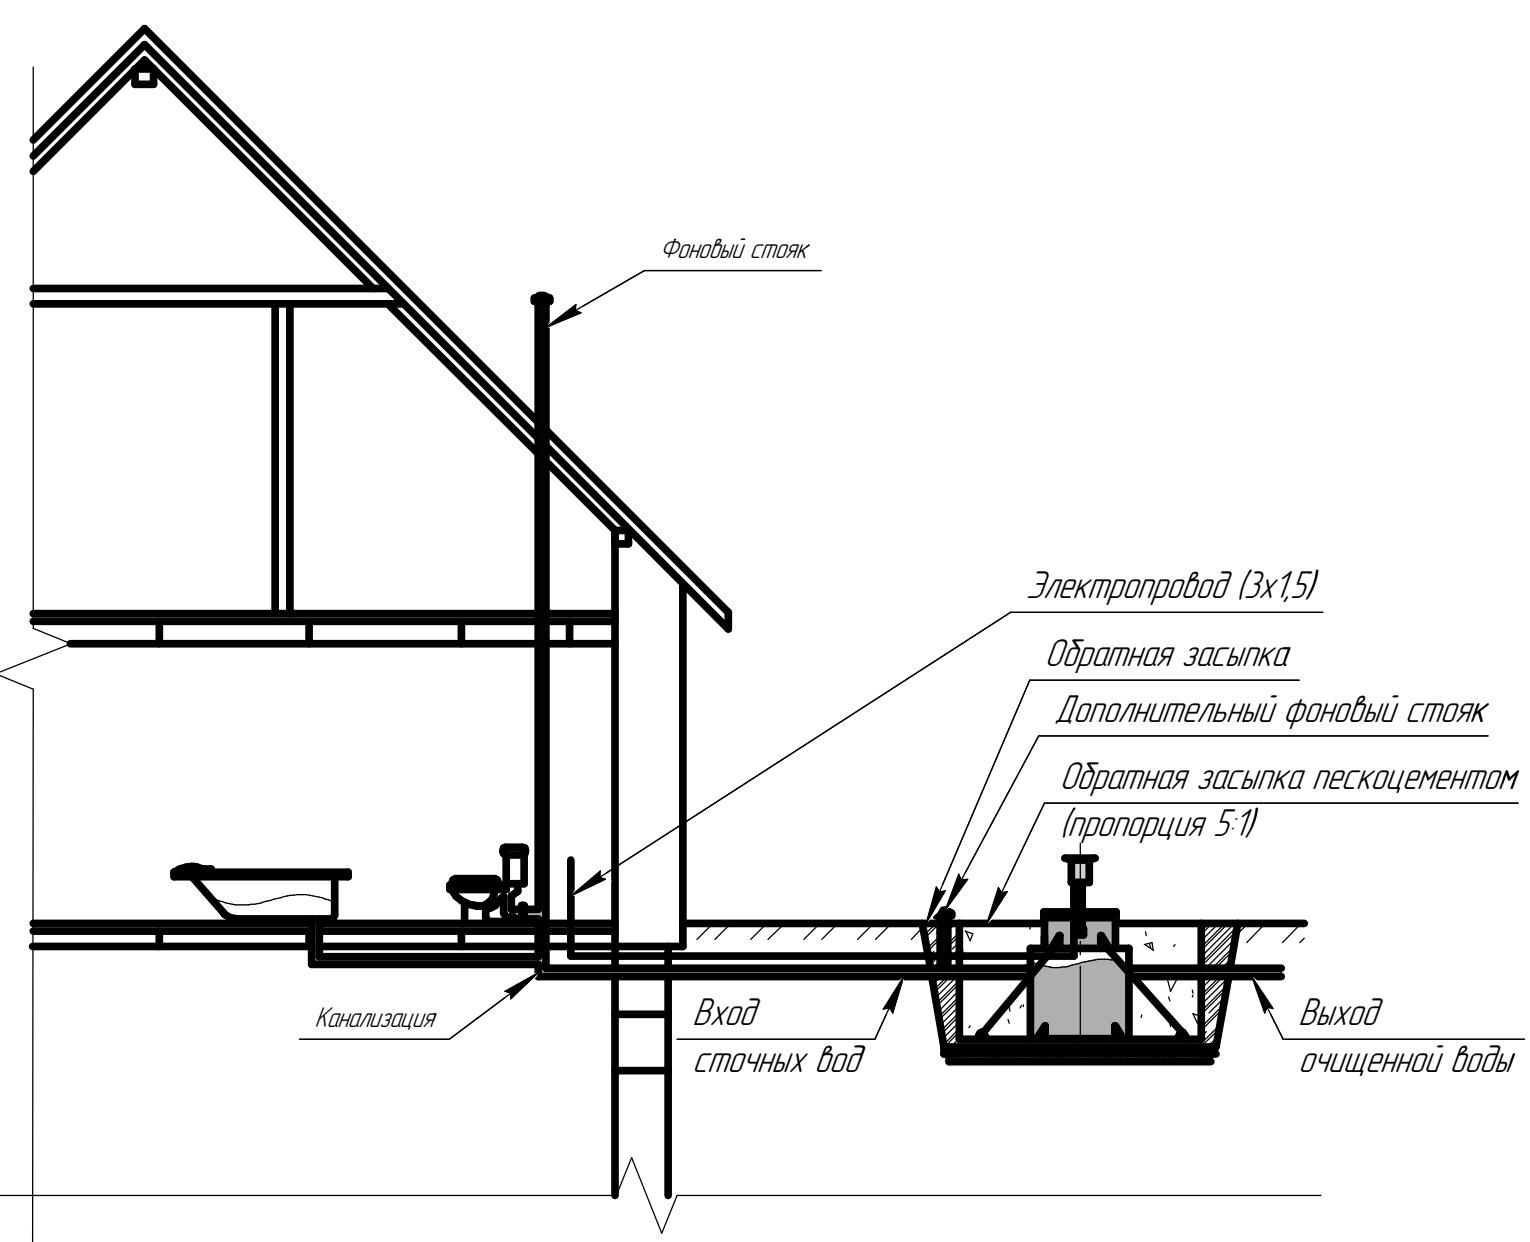 Фоновый стояк
Электропровод (3х1,5)
Обратная засыпка
Дополнительный фоновый стояк
Обратная засыпка пескоцементом
(пропорция 5:1)
Канализация
Вход
сточных вод
Выход
очищенной воды